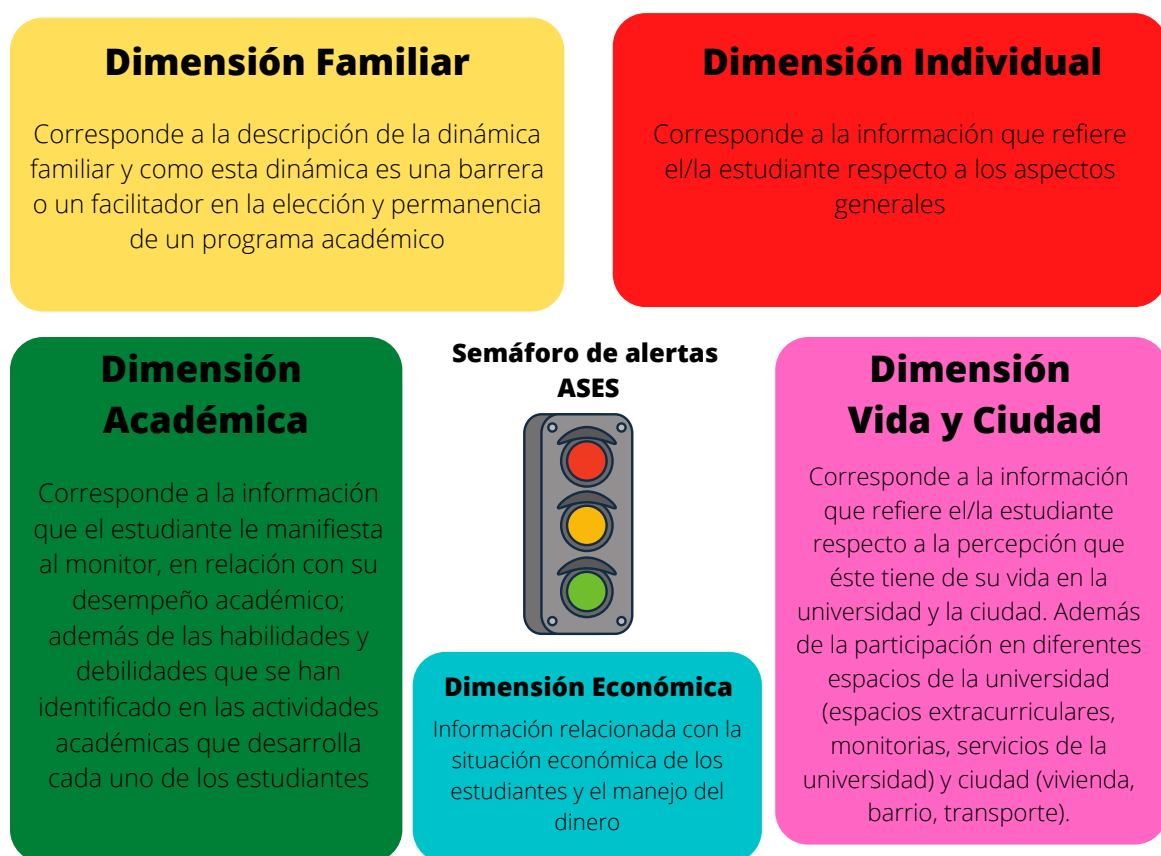 Dimensión Familiar
Corresponde a la descripción de la dinámica
familiar y como esta dinámica es una barrera
o un facilitador en la elección y permanencia
de un programa académico
Dimensión Individual
Corresponde a la información que refiere
el/la estudiante respecto a los aspectos
generales
Dimensión
Académica
Corresponde a la información
que el estudiante le manifiesta
al monitor, en relación con su
desempeño académico;
además de las habilidades y
debilidades que se han
identificado en las actividades
académicas que desarrolla
cada uno de los estudiantes
Semáforo de alertas
ASES
Dimensión Económica
Información relacionada con la
situación económica de los
estudiantes y el manejo del
dinero
Dimensión
Vida y Ciudad
Corresponde a la información
que refiere el/la estudiante
respecto a la percepción que
éste tiene de su vida en la
universidad y la ciudad. Además
de la participación en diferentes
espacios de la universidad
(espacios extracurriculares,
monitorias, servicios de la
universidad) y ciudad (vivienda,
barrio, transporte).